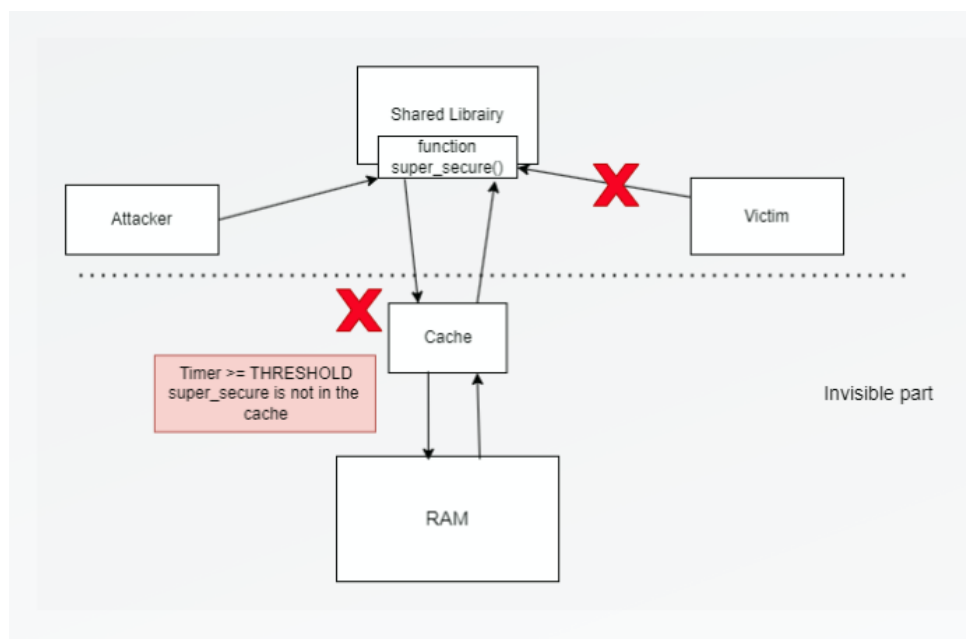 Shared Librairy
function
super_secure()
Attacker
Victim
Cache
Timer >= THRESHOLD
super_secure is not in the
cache
Invisible part
RAM